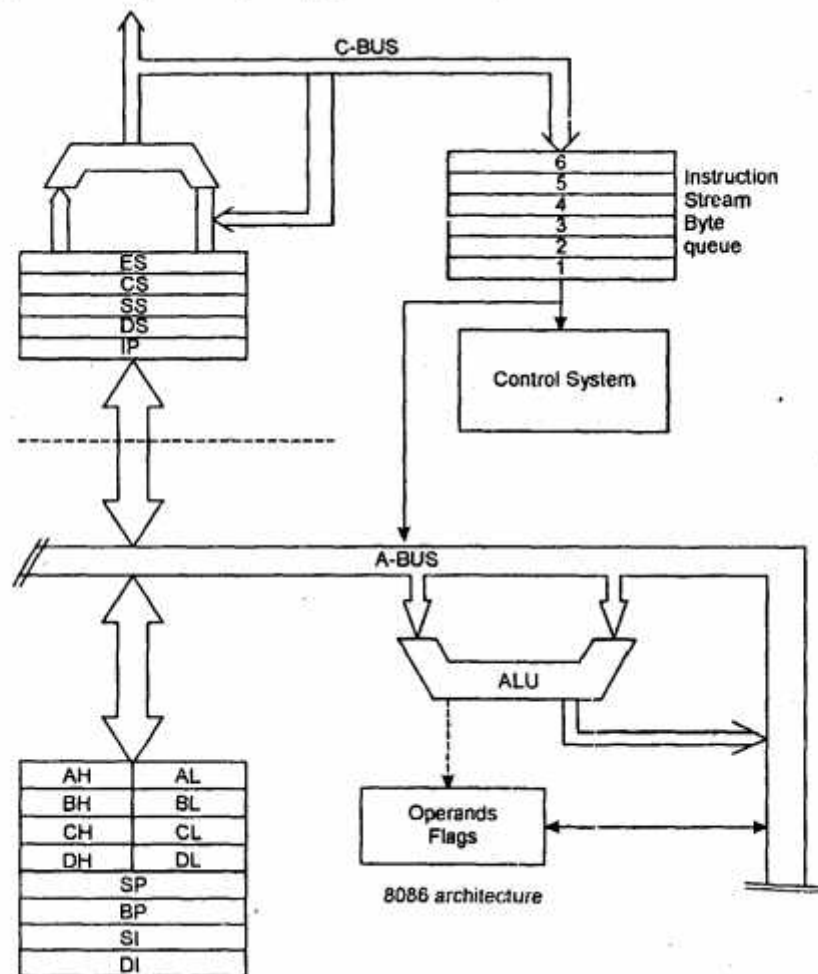 C-BUS
6
5
4
3
2
1
Instruction
Stream
Byte
queue
ES
CS
SS
DS
IP
Control System
A-BUS
ALU
AH AL
BH BL
CH CL
DH DL
SP
BP
SI
DI
Operands
Flags
8086 architecture